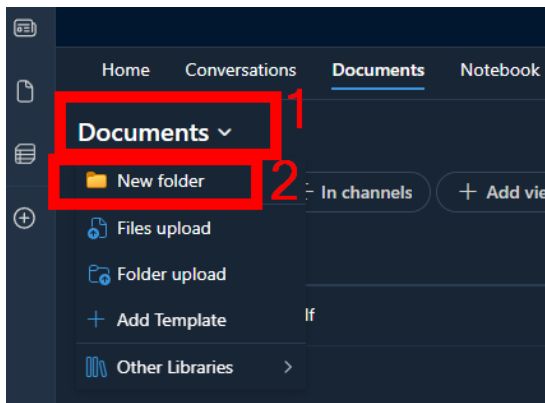 Home Conversations Documents Notebook
Documents
1
New folder
2
In channels
+ Add vie
Files upload
Folder upload
+ Add Template
lf
Other Libraries